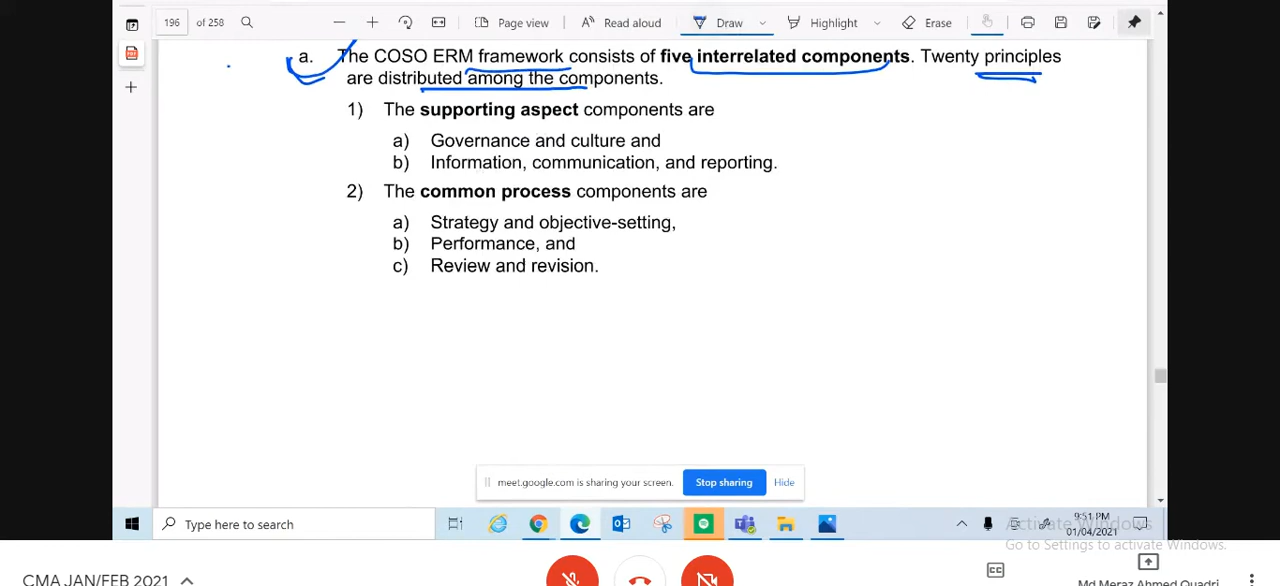 196 of 258 Page view Read aloud Draw Highlight Erase
a. The COSO ERM framework consists of five interrelated components. Twenty principles
are distributed among the components.
1) The supporting aspect components are
a) Governance and culture and
b) Information, communication, and reporting.
2) The common process components are
a) Strategy and objective-setting,
b) Performance, and
c) Review and revision.
meet.google.com is sharing your screen. Stop sharing Hide
Type here to search
9:51 PM
01/04/2021
Activate Windows
Go to Settings to activate Windows.
CMA JAN/FEB 2021
Md Meraz Ahmed Quadri